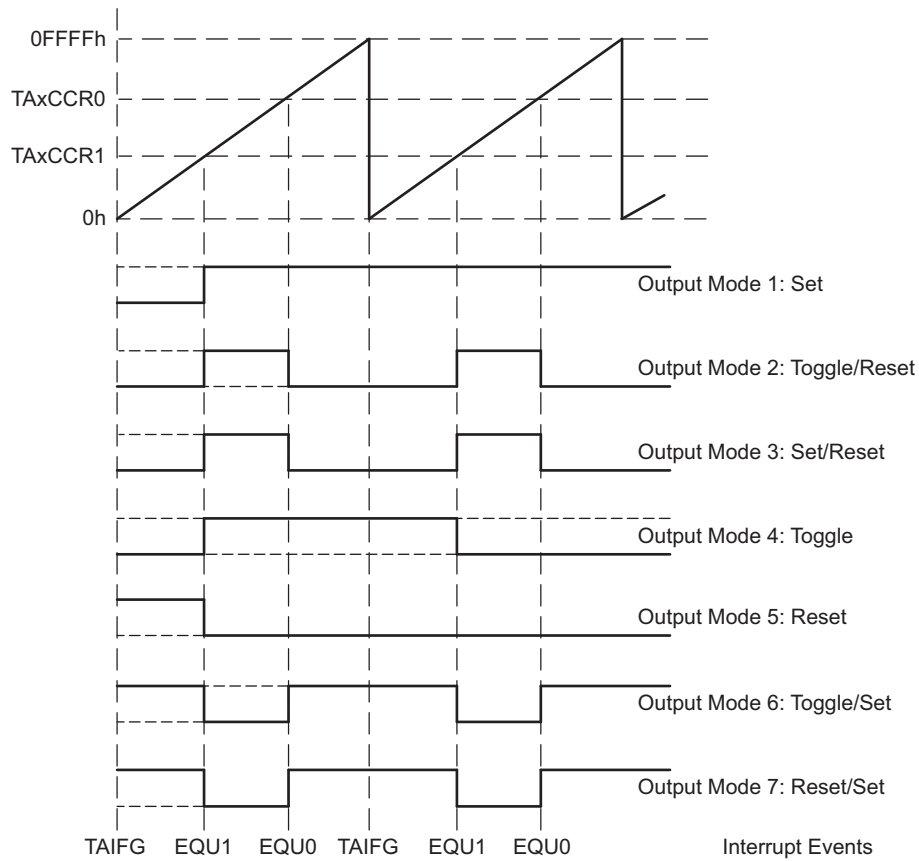 0FFFFh
TAxCCR0
TAxCCR1
0h
Output Mode 1: Set
Output Mode 2: Toggle/Reset
Output Mode 3: Set/Reset
Output Mode 4: Toggle
Output Mode 5: Reset
Output Mode 6: Toggle/Set
Output Mode 7: Reset/Set
TAIFG EQU1 EQU0 TAIFG EQU1 EQU0 Interrupt Events